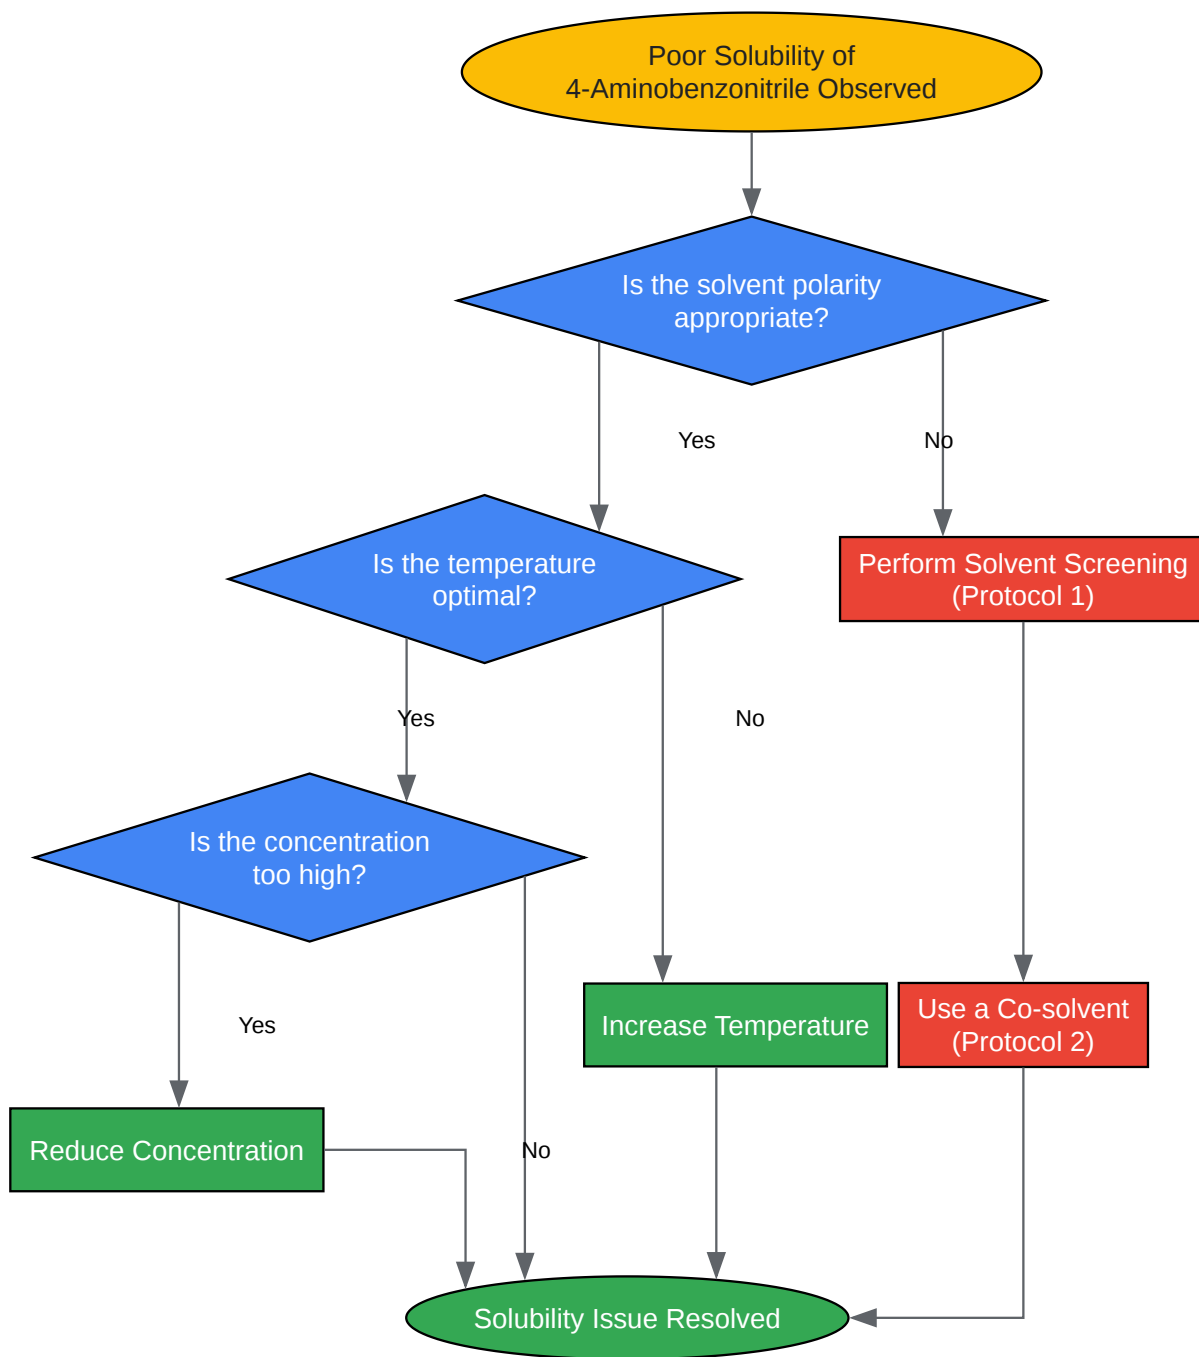 Poor Solubility of
4-Aminobenzonitrile Observed
Is the solvent polarity
appropriate?
Yes
No
Is the temperature
optimal?
Perform Solvent Screening
(Protocol 1)
Yes
No
Is the concentration
too high?
Yes
Increase Temperature
Use a Co-solvent
(Protocol 2)
Reduce Concentration
No
Solubility Issue Resolved